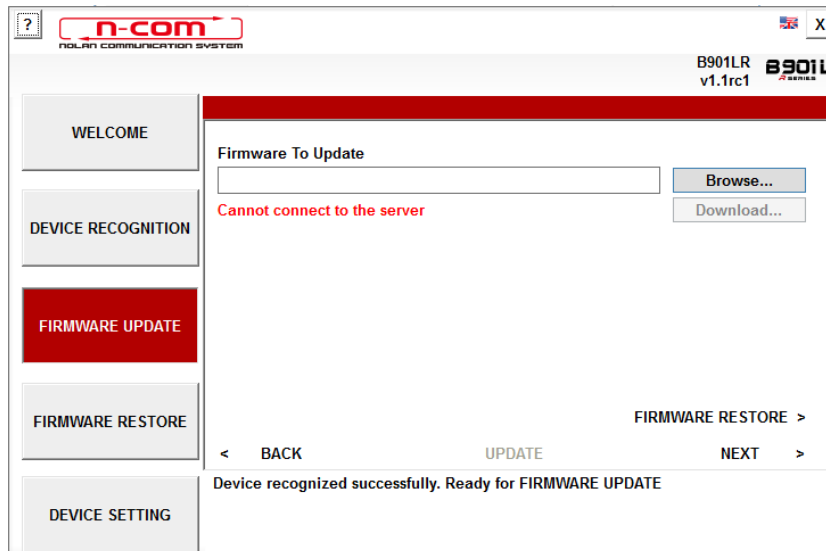 ?
n-com
NOLAN COMMUNICATION SYSTEM
X
B901LR
v1.1rc1
B901L
R SERIES
WELCOME
DEVICE RECOGNITION
FIRMWARE UPDATE
FIRMWARE RESTORE
DEVICE SETTING
Firmware To Update
Browse...
Cannot connect to the server
Download...
FIRMWARE RESTORE >
< BACK UPDATE NEXT >
Device recognized successfully. Ready for FIRMWARE UPDATE